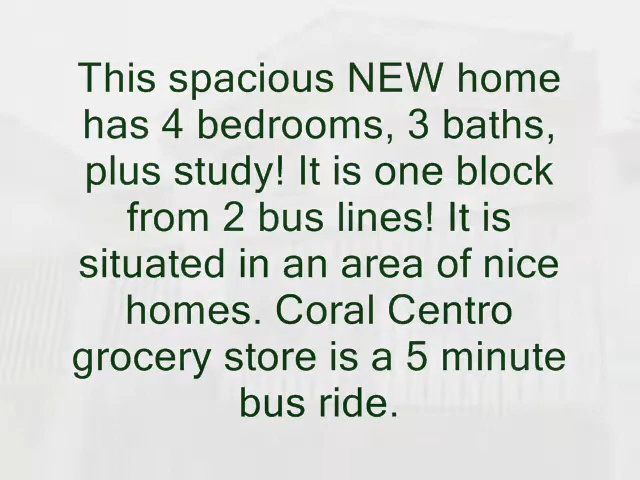 This spacious NEW home
has 4 bedrooms, 3 baths,
plus study! It is one block
from 2 bus lines! It is
situated in an area of nice
homes. Coral Centro
grocery store is a 5 minute
bus ride.